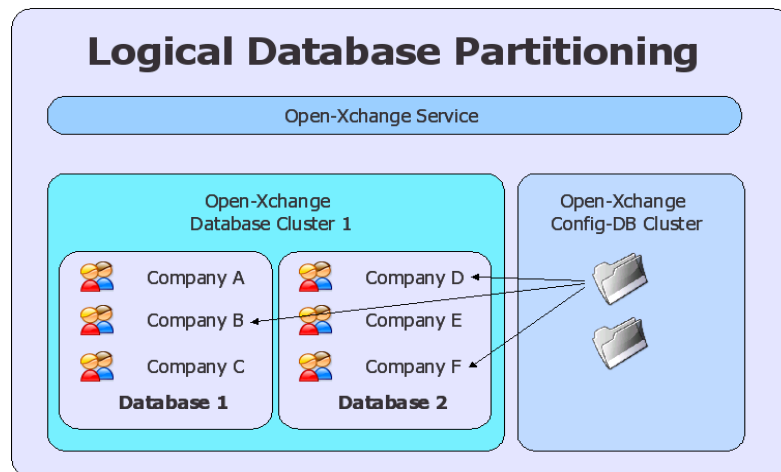 Logical Database Partitioning
Open-Xchange Service
Open-Xchange
Database Cluster 1
Company A
Company B
Company C
Database 1
Company D
Company E
Company F
Database 2
Open-Xchange
Config-DB Cluster